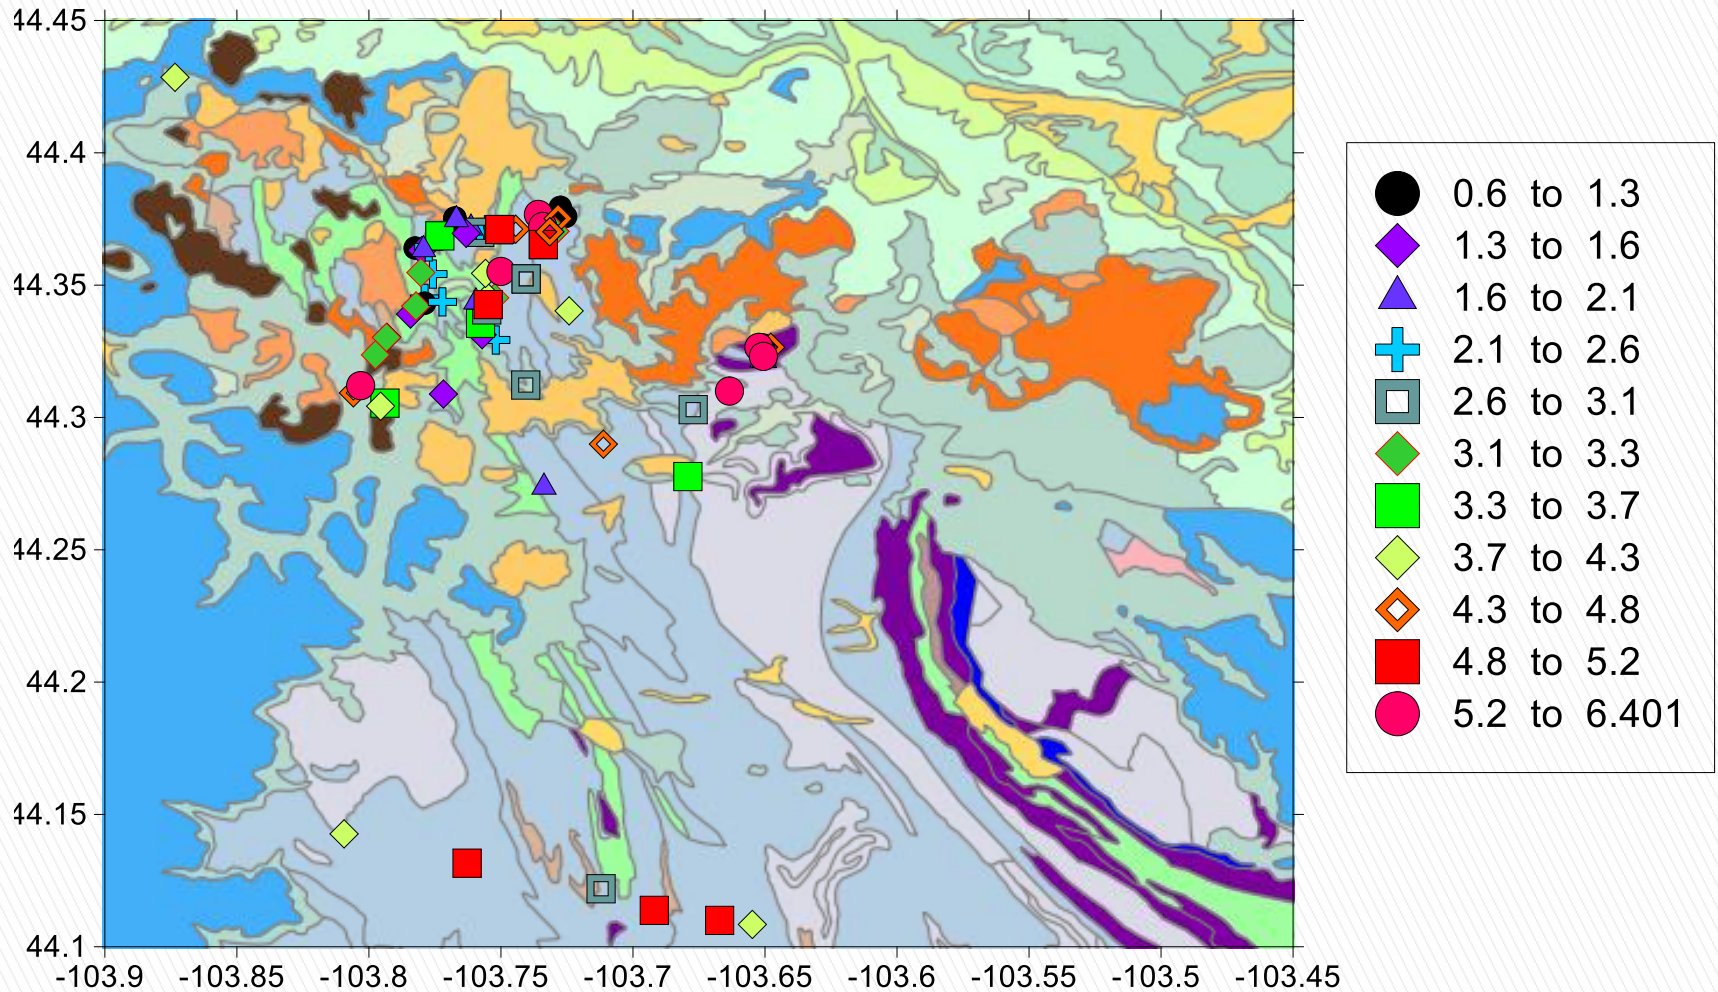 44.45
44.4
44.35
44.3
44.25
44.2
44.15
44.1
-103.9 -103.85 -103.8 -103.75 -103.7 -103.65 -103.6 -103.55 -103.5 -103.45
0.6 to 1.3
1.3 to 1.6
1.6 to 2.1
2.1 to 2.6
2.6 to 3.1
3.1 to 3.3
3.3 to 3.7
3.7 to 4.3
4.3 to 4.8
4.8 to 5.2
5.2 to 6.401